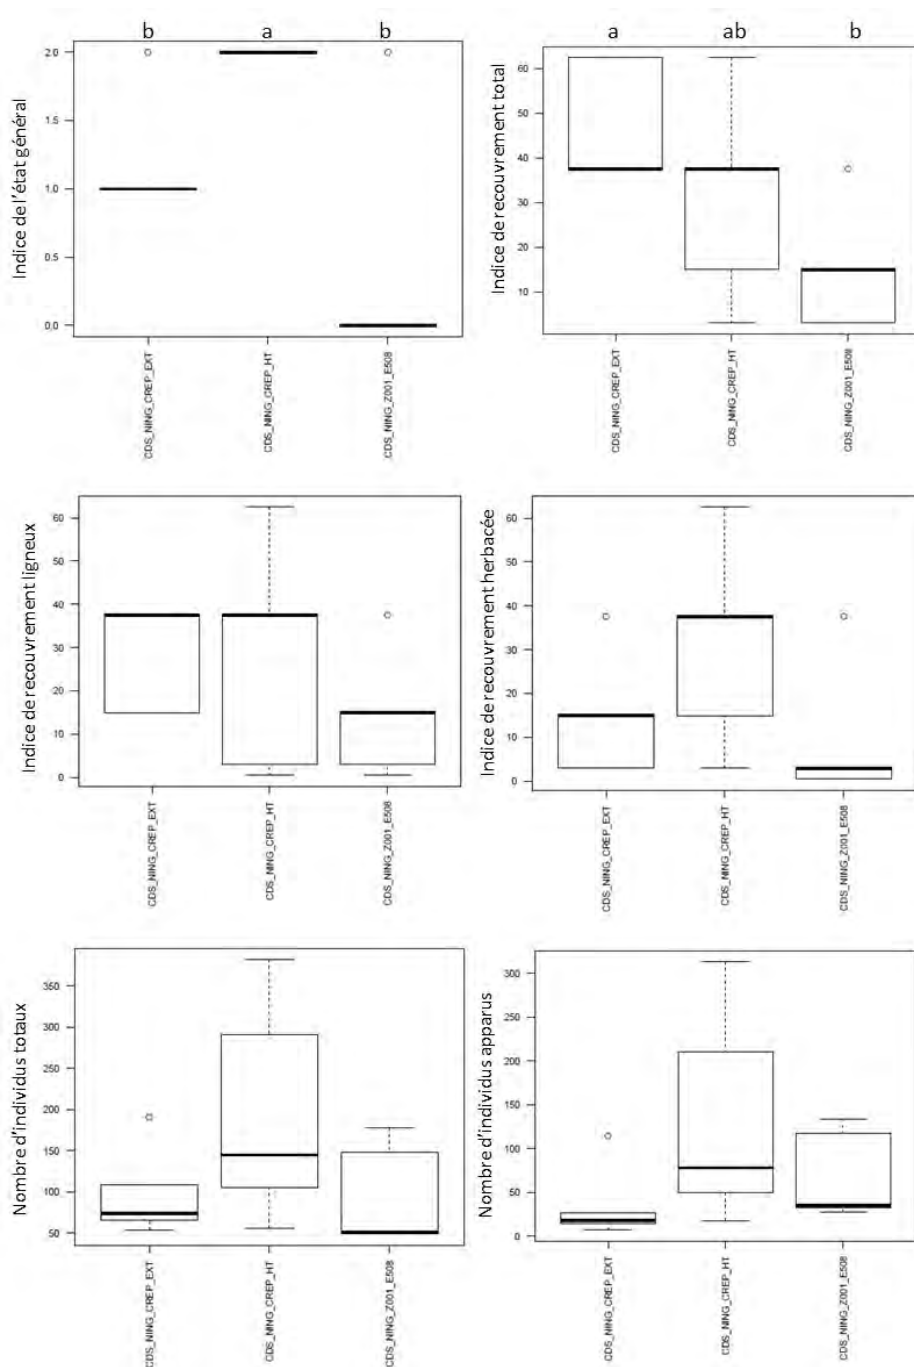 b a b
Indice de l'état général
2.0
1.5
1.0
0.5
0.0
CDS_NING_CREP_EXT
CDS_NING_CREP_HT
CDS_NING_Z001_E508
a ab b
Indice de recouvrement total
60
50
40
30
20
10
CDS_NING_CREP_EXT
CDS_NING_CREP_HT
CDS_NING_Z001_E508
Indice de recouvrement ligneux
60
50
40
30
20
10
0
CDS_NING_CREP_EXT
CDS_NING_CREP_HT
CDS_NING_Z001_E508
Indice de recouvrement herbacée
60
50
40
30
20
10
0
CDS_NING_CREP_EXT
CDS_NING_CREP_HT
CDS_NING_Z001_E508
Nombre d'individus totaux
350
300
250
200
150
100
50
CDS_NING_CREP_EXT
CDS_NING_CREP_HT
CDS_NING_Z001_E508
Nombre d'individus apparus
300
250
200
150
100
50
0
CDS_NING_CREP_EXT
CDS_NING_CREP_HT
CDS_NING_Z001_E508